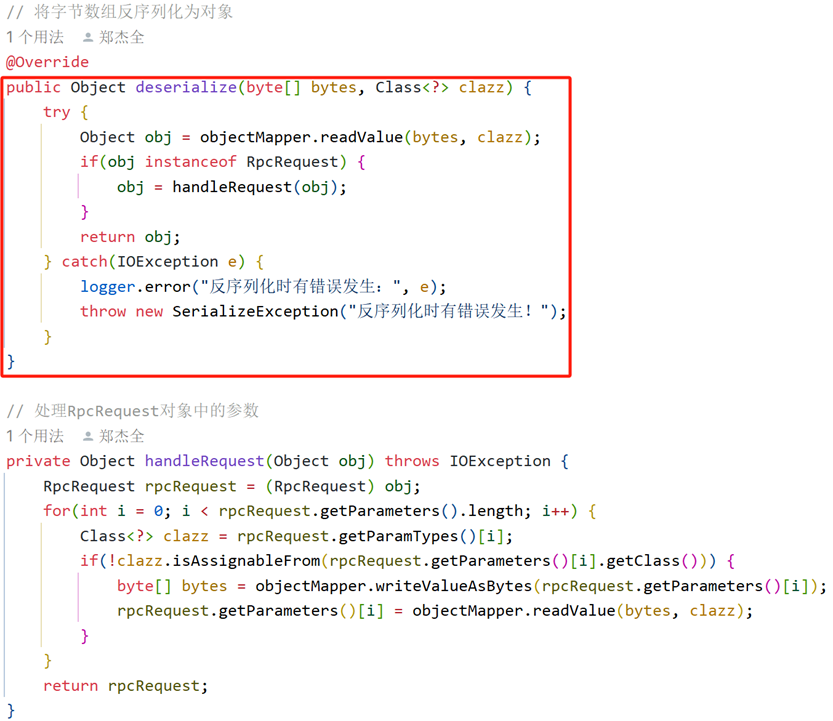 // 将字节数组反序列化为对象
1 个用法 郑杰全
@Override
public Object deserialize(byte[] bytes, Class<?> clazz) {
    try {
        Object obj = objectMapper.readValue(bytes, clazz);
        if(obj instanceof RpcRequest) {
            obj = handleRequest(obj);
        }
        return obj;
    } catch(IOException e) {
        logger.error("反序列化时有错误发生：", e);
        throw new SerializeException("反序列化时有错误发生！");
    }
}
// 处理RpcRequest对象中的参数
1 个用法 郑杰全
private Object handleRequest(Object obj) throws IOException {
    RpcRequest rpcRequest = (RpcRequest) obj;
    for(int i = 0; i < rpcRequest.getParameters().length; i++) {
        Class<?> clazz = rpcRequest.getParamTypes()[i];
        if(!clazz.isAssignableFrom(rpcRequest.getParameters()[i].getClass())) {
            byte[] bytes = objectMapper.writeValueAsBytes(rpcRequest.getParameters()[i]);
            rpcRequest.getParameters()[i] = objectMapper.readValue(bytes, clazz);
        }
    }
    return rpcRequest;
}